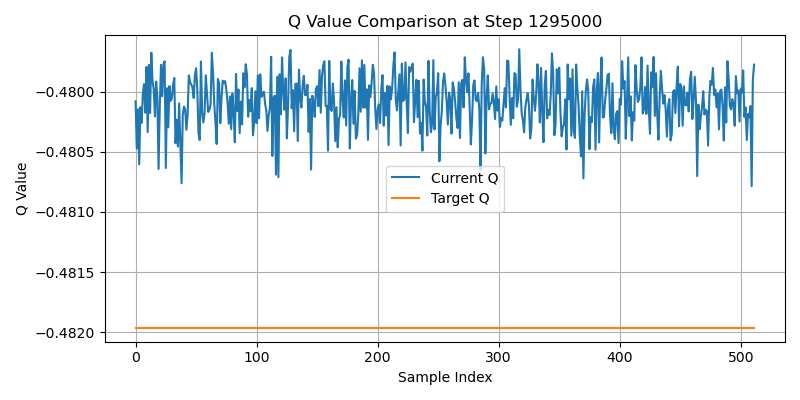 Q Value Comparison at Step 1295000
−0.4800
−0.4805
−0.4810
−0.4815
−0.4820
Q Value
Current Q
Target Q
0 100 200 300 400 500
Sample Index